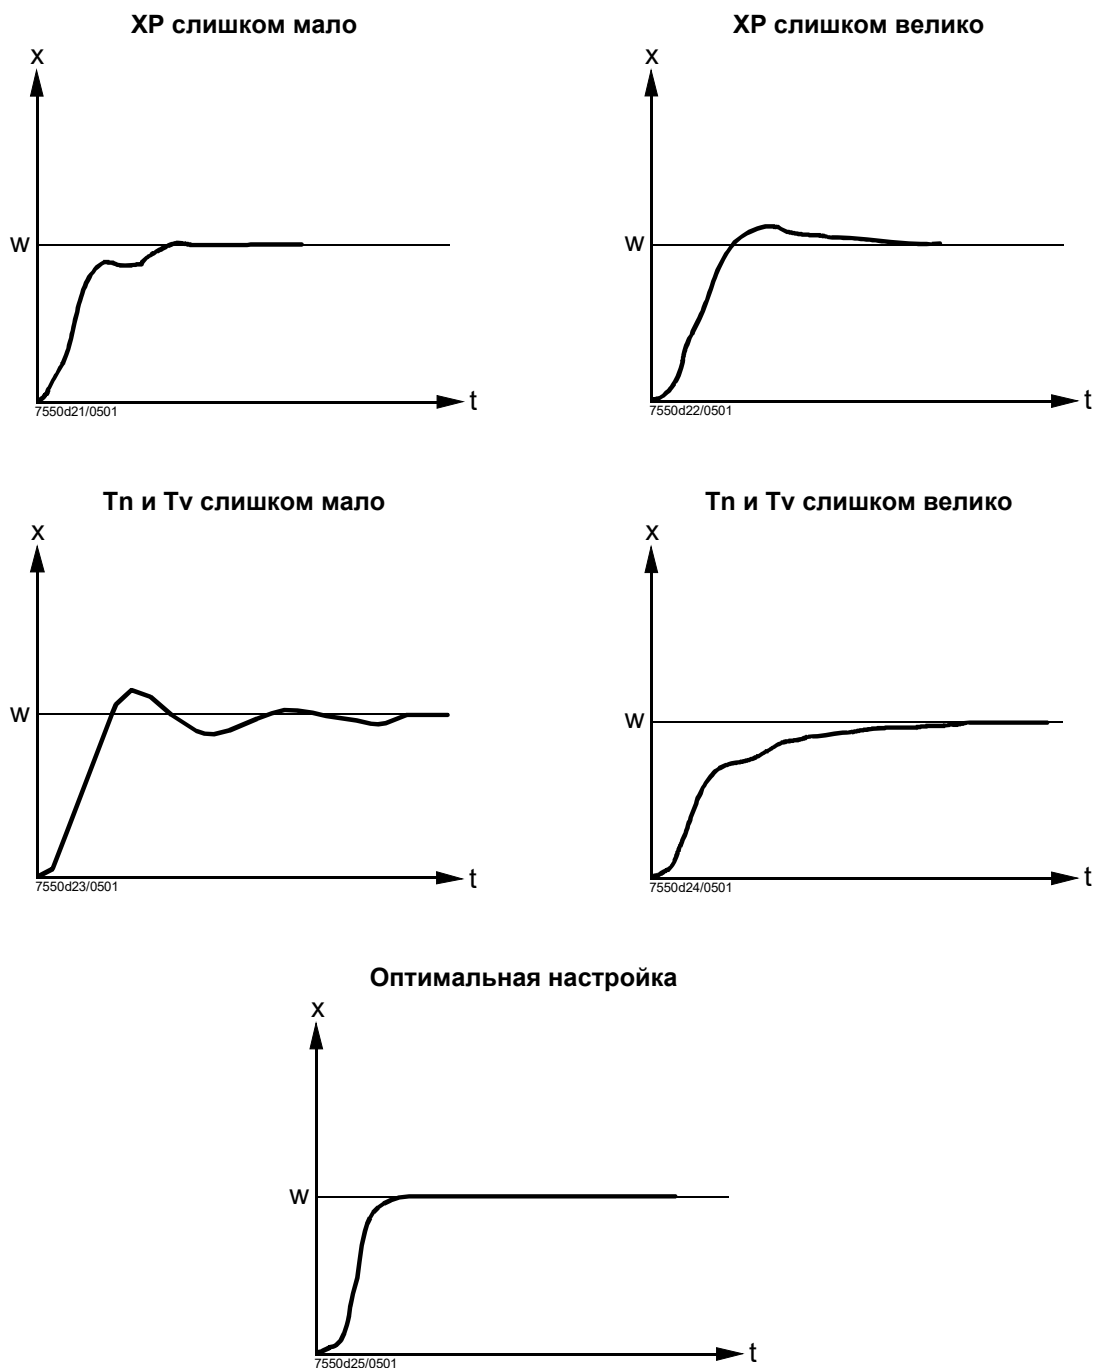 XP слишком мало
XP слишком велико
x
x
w
w
t
t
7550d21/0501
7550d22/0501
Tn и Tv слишком мало
Tn и Tv слишком велико
x
x
w
w
t
t
7550d23/0501
7550d24/0501
Оптимальная настройка
x
w
t
7550d25/0501